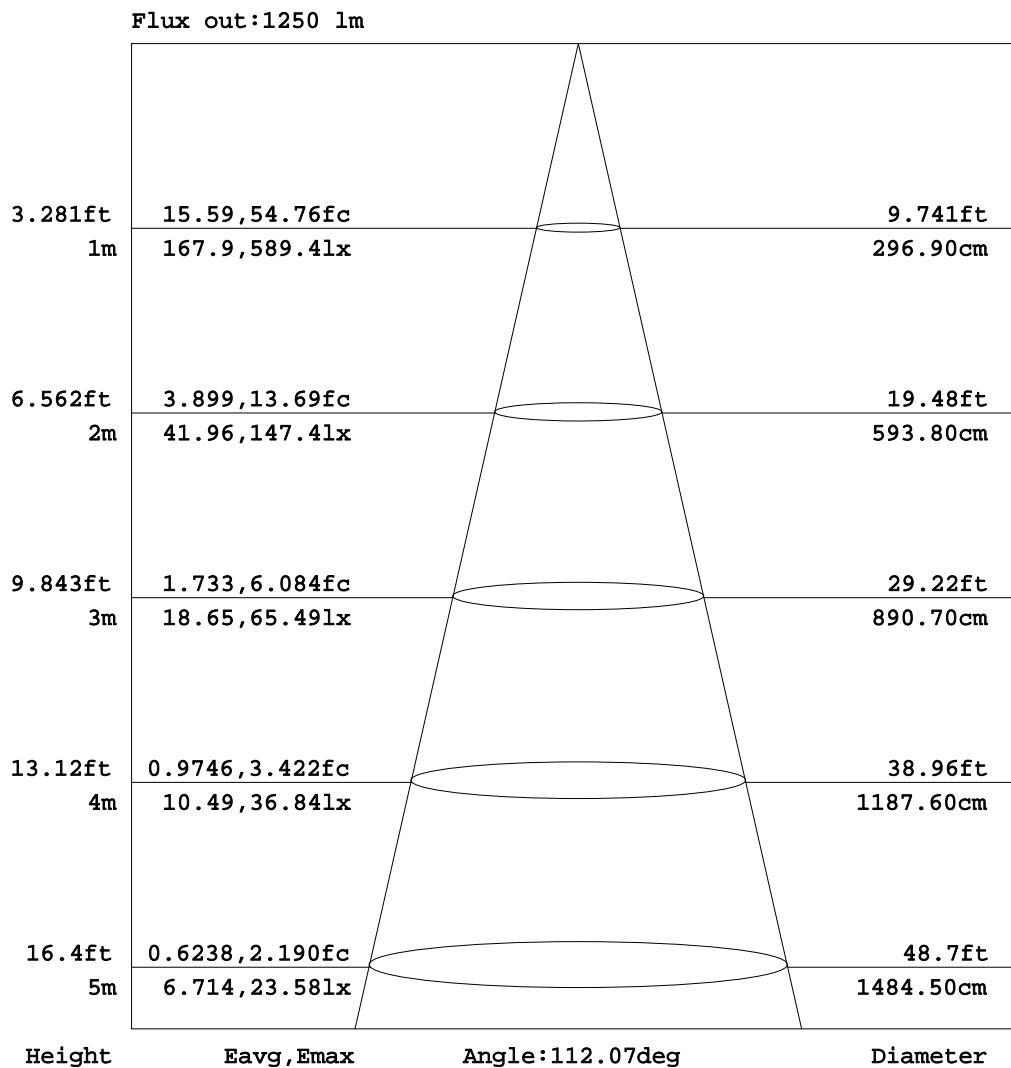 Flux out:1250 lm
3.281ft 15.59,54.76fc 9.741ft
1m 167.9,589.4lx 296.90cm
6.562ft 3.899,13.69fc 19.48ft
2m 41.96,147.4lx 593.80cm
9.843ft 1.733,6.084fc 29.22ft
3m 18.65,65.49lx 890.70cm
13.12ft 0.9746,3.422fc 38.96ft
4m 10.49,36.84lx 1187.60cm
16.4ft 0.6238,2.190fc 48.7ft
5m 6.714,23.58lx 1484.50cm
Height Eavg,Emax Angle:112.07deg Diameter